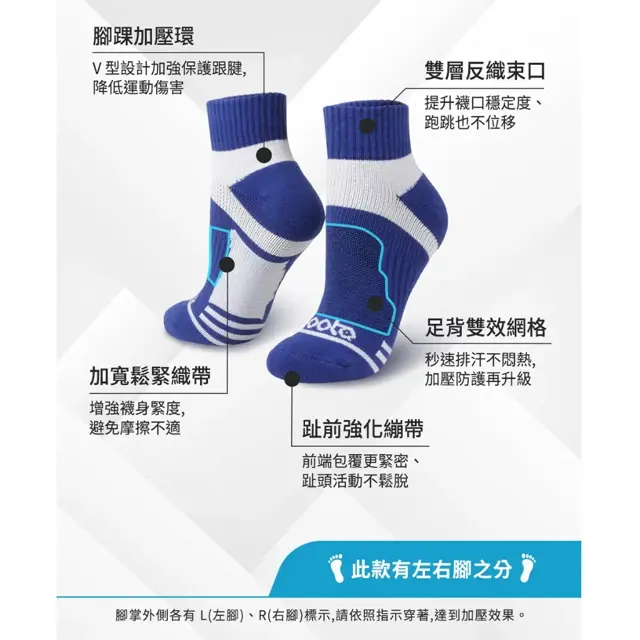 腳踝加壓環
V 型設計加強保護跟腱,
降低運動傷害
雙層反織束口
提升襪口穩定度、
跑跳也不位移
足背雙效網格
秒速排汗不悶熱,
加壓防護再升級
加寬鬆緊織帶
增強襪身緊度,
避免摩擦不適
趾前強化繃帶
前端包覆更緊密、
趾頭活動不鬆脫
此款有左右腳之分
腳掌外側各有 L(左腳)、R(右腳)標示,請依照指示穿著,達到加壓效果。